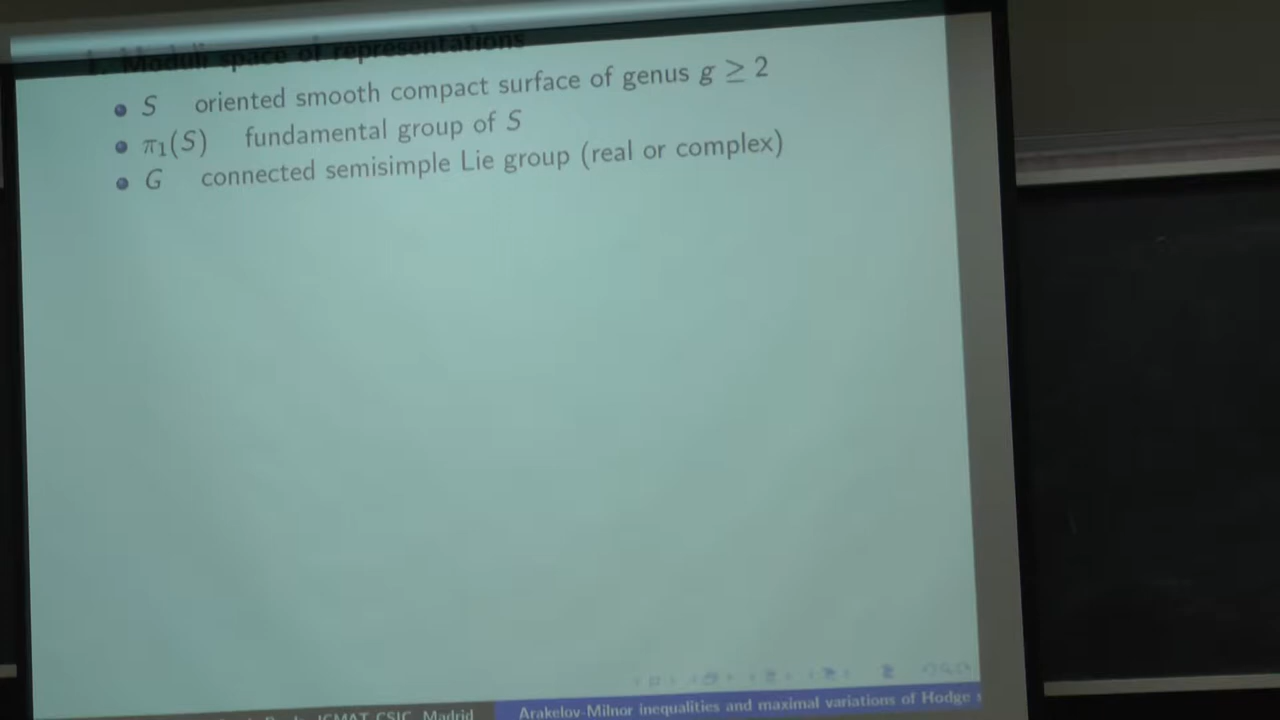 1. Moduli space of representations
• S oriented smooth compact surface of genus g ≥ 2
• π₁(S) fundamental group of S
• G connected semisimple Lie group (real or complex)
ICMAT-CSIC, Madrid
Arakelov-Milnor inequalities and maximal variations of Hodge s